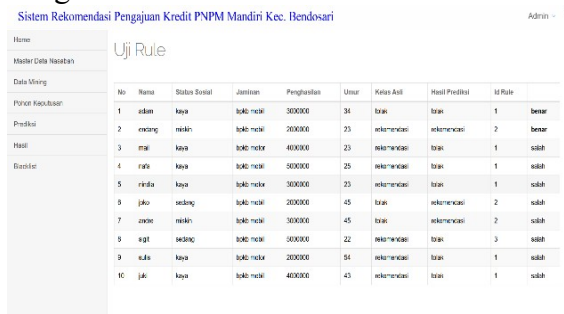 Sistem Rekomendasi Pengajuan Kredit PNPM Mandiri Kec. Bendosari
Admin
Home
Master Data Nasabah
Data Mining
Pohon Keputusan
Prediksi
Hasil
Blacklist
Uji Rule
No Nama Status Sosial Jaminan Penghasilan Umur Kelas Asli Hasil Prediksi Id Rule
1 adam kaya bpkb mobil 3000000 34 tolak tolak 1 benar
2 endang miskin bpkb mobil 2000000 23 rekomendasi rekomendasi 2 benar
3 mail kaya bpkb motor 4000000 23 rekomendasi tolak 1 salah
4 nafa kaya bpkb mobil 5000000 25 rekomendasi tolak 1 salah
5 rindia kaya bpkb motor 3000000 23 rekomendasi tolak 1 salah
6 joko sedang bpkb mobil 2000000 45 tolak rekomendasi 2 salah
7 andre miskin bpkb mobil 3000000 45 tolak rekomendasi 2 salah
8 sigit sedang bpkb mobil 5000000 22 rekomendasi tolak 3 salah
9 sulis kaya bpkb motor 2000000 54 rekomendasi tolak 1 salah
10 juki kaya bpkb mobil 4000000 43 rekomendasi tolak 1 salah